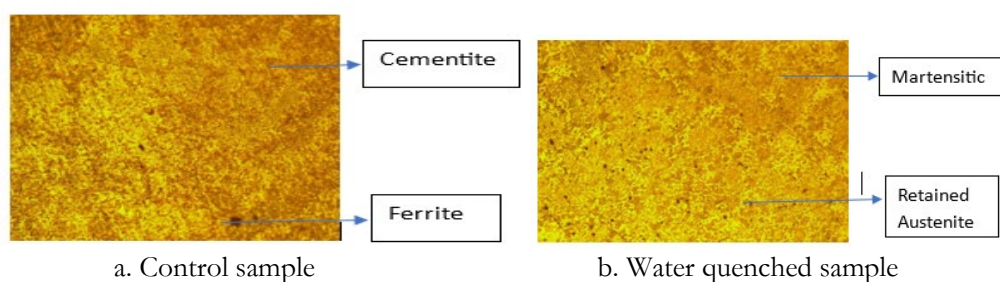 Cementite
Ferrite
a. Control sample
Martensitic
Retained
Austenite
b. Water quenched sample